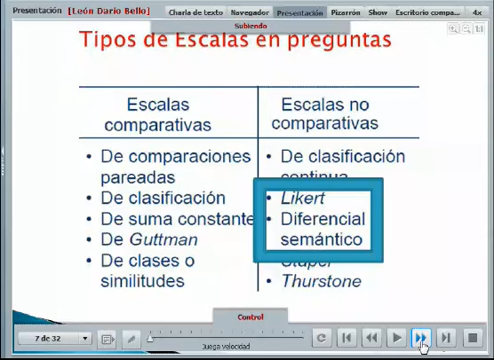 Presentación [León Darío Bello] Charla de texto Navegador Presentación Pizarrón Show Escritorio compa... 4x
Subiendo
Tipos de Escalas en preguntas
Escalas comparativas
Escalas no comparativas
• De comparaciones pareadas
• De clasificación
• De suma constante
• De Guttman
• De clases o similitudes
• De clasificación continua
• Likert
• Diferencial semántico
• Stapel
• Thurstone
Control
7 de 32
Juega velocidad